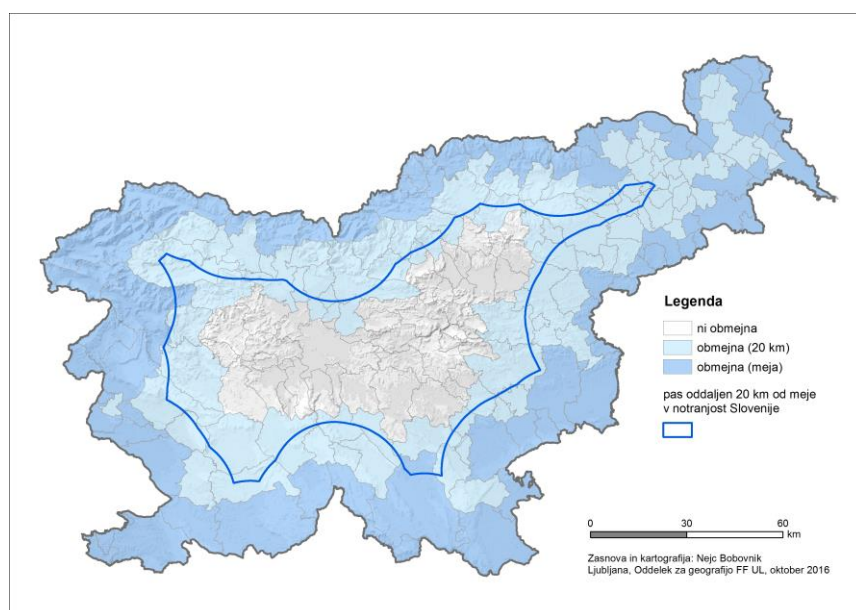 Legenda
ni obmejna
obmejna (20 km)
obmejna (meja)
pas oddaljen 20 km od meje
v notranjost Slovenije
0 30 60
km
Zasnova in kartografija: Nejc Bobovnik
Ljubljana, Oddelek za geografijo FF UL, oktober 2016